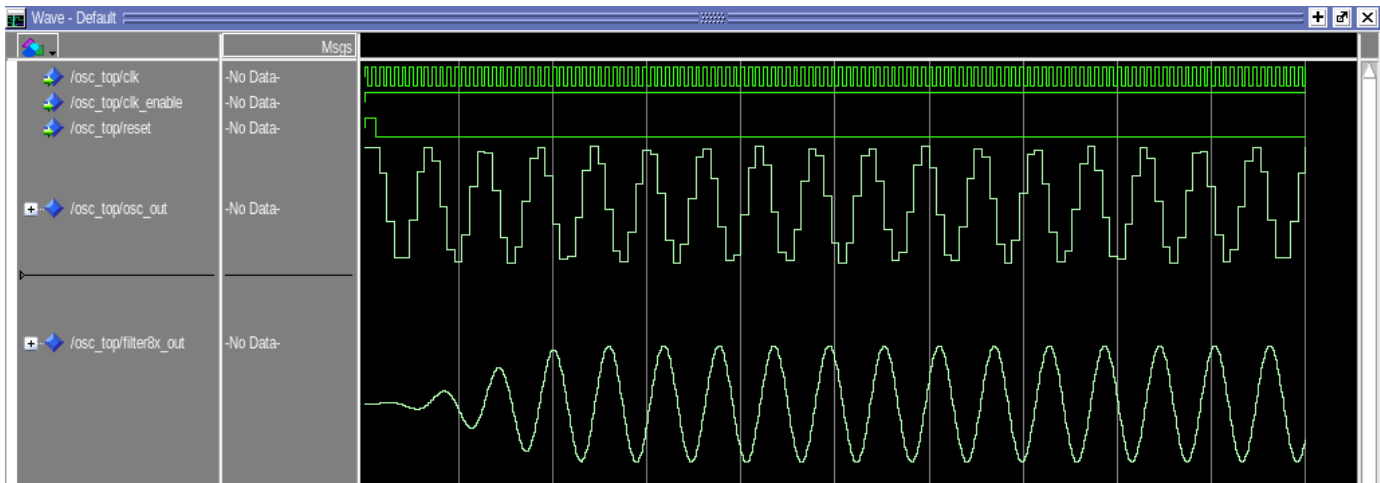 Wave - Default
Msgs
/osc_top/clk -No Data-
/osc_top/clk_enable -No Data-
/osc_top/reset -No Data-
/osc_top/osc_out -No Data-
/osc_top/filter8x_out -No Data-